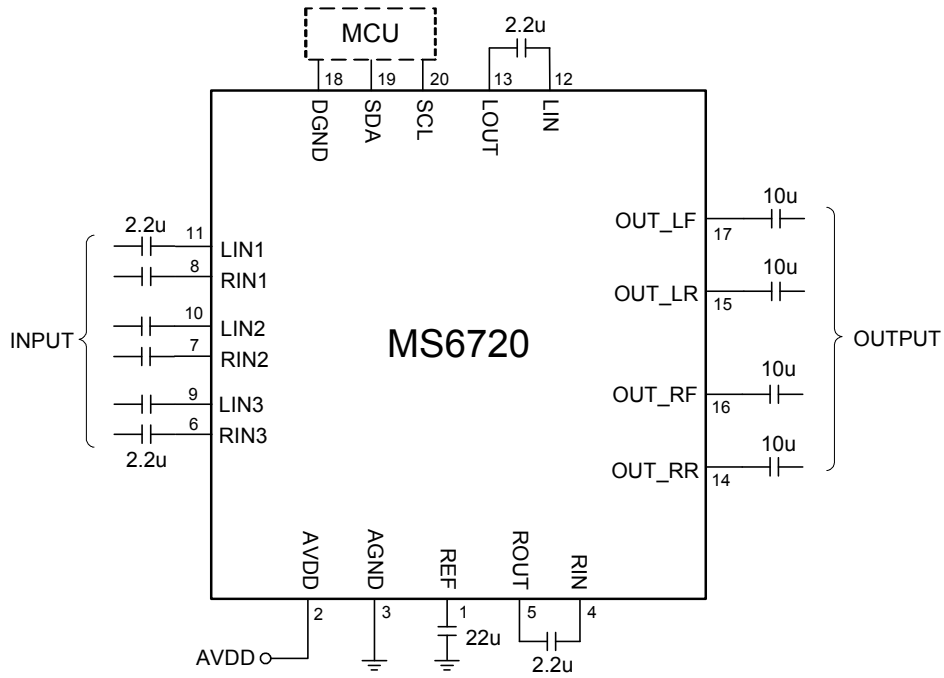 MCU
2.2u
18
19
20
13
12
DGND
SDA
SCL
LOUT
LIN
2.2u
11
LIN1
8
RIN1
10
LIN2
7
RIN2
9
LIN3
6
RIN3
2.2u
INPUT
MS6720
OUT_LF
17
10u
OUT_LR
15
10u
OUT_RF
16
10u
OUT_RR
14
10u
OUTPUT
AVDD
AGND
REF
ROUT
RIN
2
3
1
5
4
22u
2.2u
AVDD